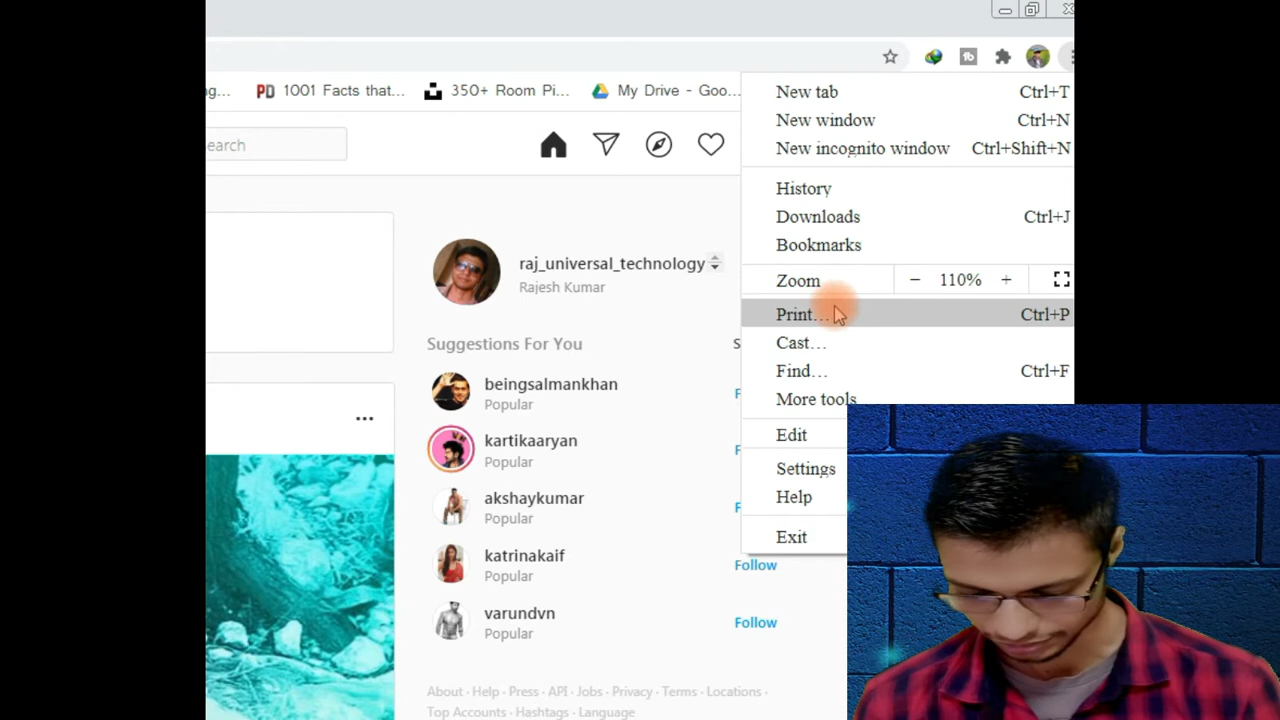 ng...
PD 1001 Facts that...
350+ Room Pi...
My Drive - Goo...
earch
raj_universal_technology
Rajesh Kumar
Suggestions For You
S
beingsalmankhan
Popular
kartikaaryan
Popular
akshaykumar
Popular
katrinakaif
Popular
Follow
varundvn
Popular
Follow
About · Help · Press · API · Jobs · Privacy · Terms · Locations ·
Top Accounts · Hashtags · Language
New tab Ctrl+T
New window Ctrl+N
New incognito window Ctrl+Shift+N
History
Downloads Ctrl+J
Bookmarks
Zoom − 110% +
Print... Ctrl+P
Cast...
Find... Ctrl+F
More tools
Edit
Settings
Help
Exit